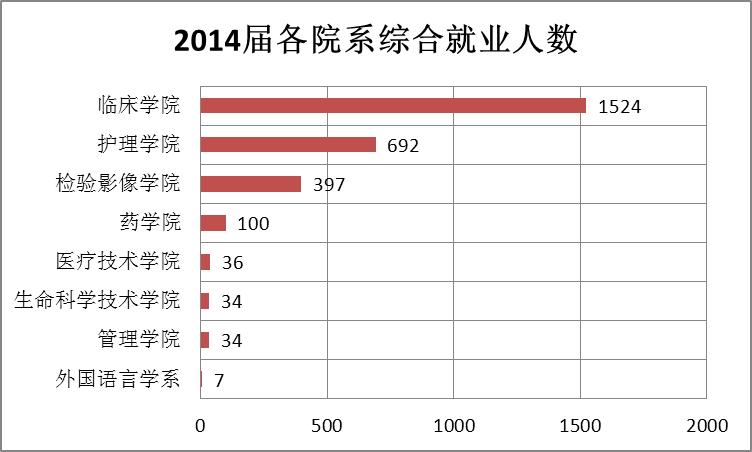 2014届各院系综合就业人数
临床学院 1524
护理学院 692
检验影像学院 397
药学院 100
医疗技术学院 36
生命科学技术学院 34
管理学院 34
外国语言学系 7
0 500 1000 1500 2000